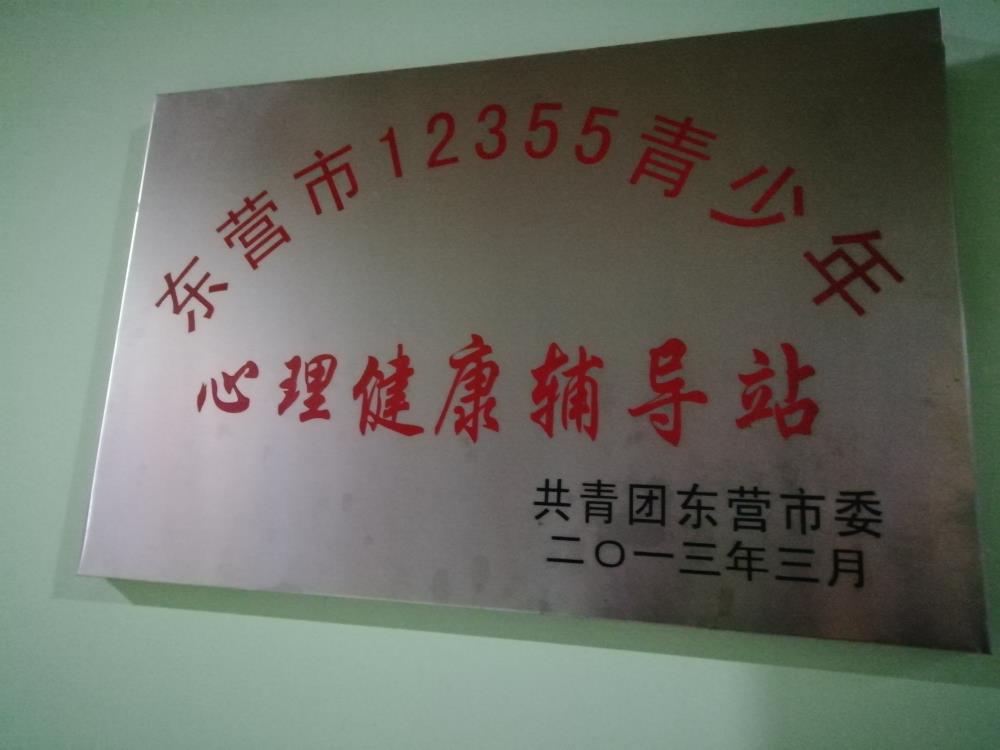 东营市12355青少年
心理健康辅导站
共青团东营市委
二〇一三年三月